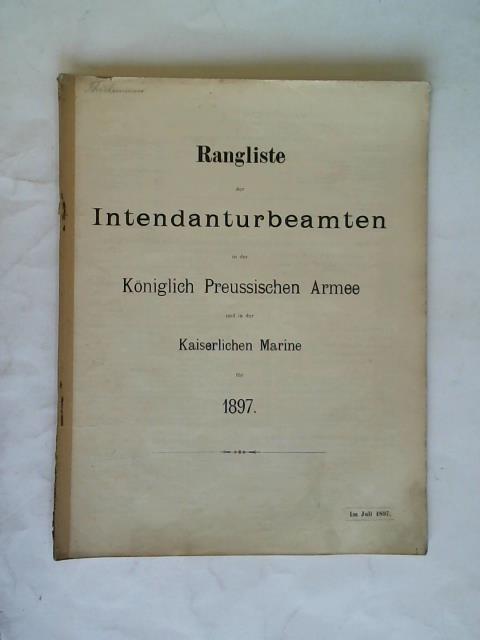 Rangliste
der
Intendanturbeamten
in der
Königlich Preussischen Armee
und in der
Kaiserlichen Marine
für
1897.
Im Juli 1897.